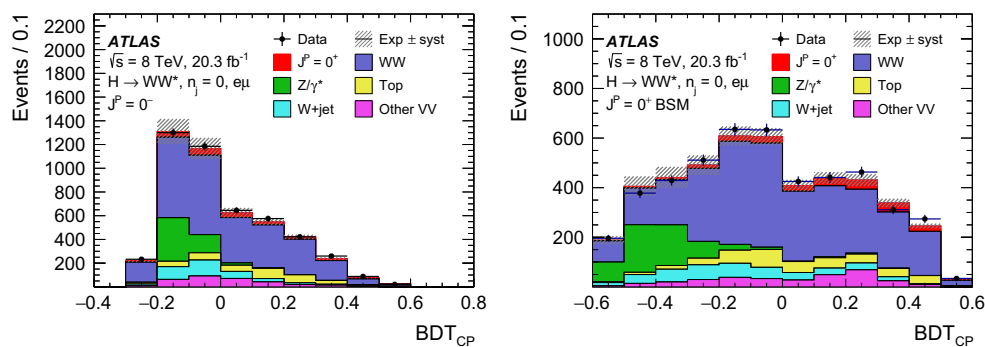 Events / 0.1
2200
2000
1800
1600
1400
1200
1000
800
600
400
200
ATLAS
√s = 8 TeV, 20.3 fb⁻¹
H → WW*, nⱼ = 0, eμ
Jᴾ = 0⁻
Data
Exp ± syst
Jᴾ = 0⁺
WW
Z/γ*
Top
W+jet
Other VV
−0.4 −0.2 0 0.2 0.4 0.6 0.8
BDT_CP
Events / 0.1
1000
800
600
400
200
ATLAS
√s = 8 TeV, 20.3 fb⁻¹
H → WW*, nⱼ = 0, eμ
Jᴾ = 0⁺ BSM
Data
Exp ± syst
Jᴾ = 0⁺
WW
Z/γ*
Top
W+jet
Other VV
−0.6 −0.4 −0.2 0 0.2 0.4 0.6
BDT_CP